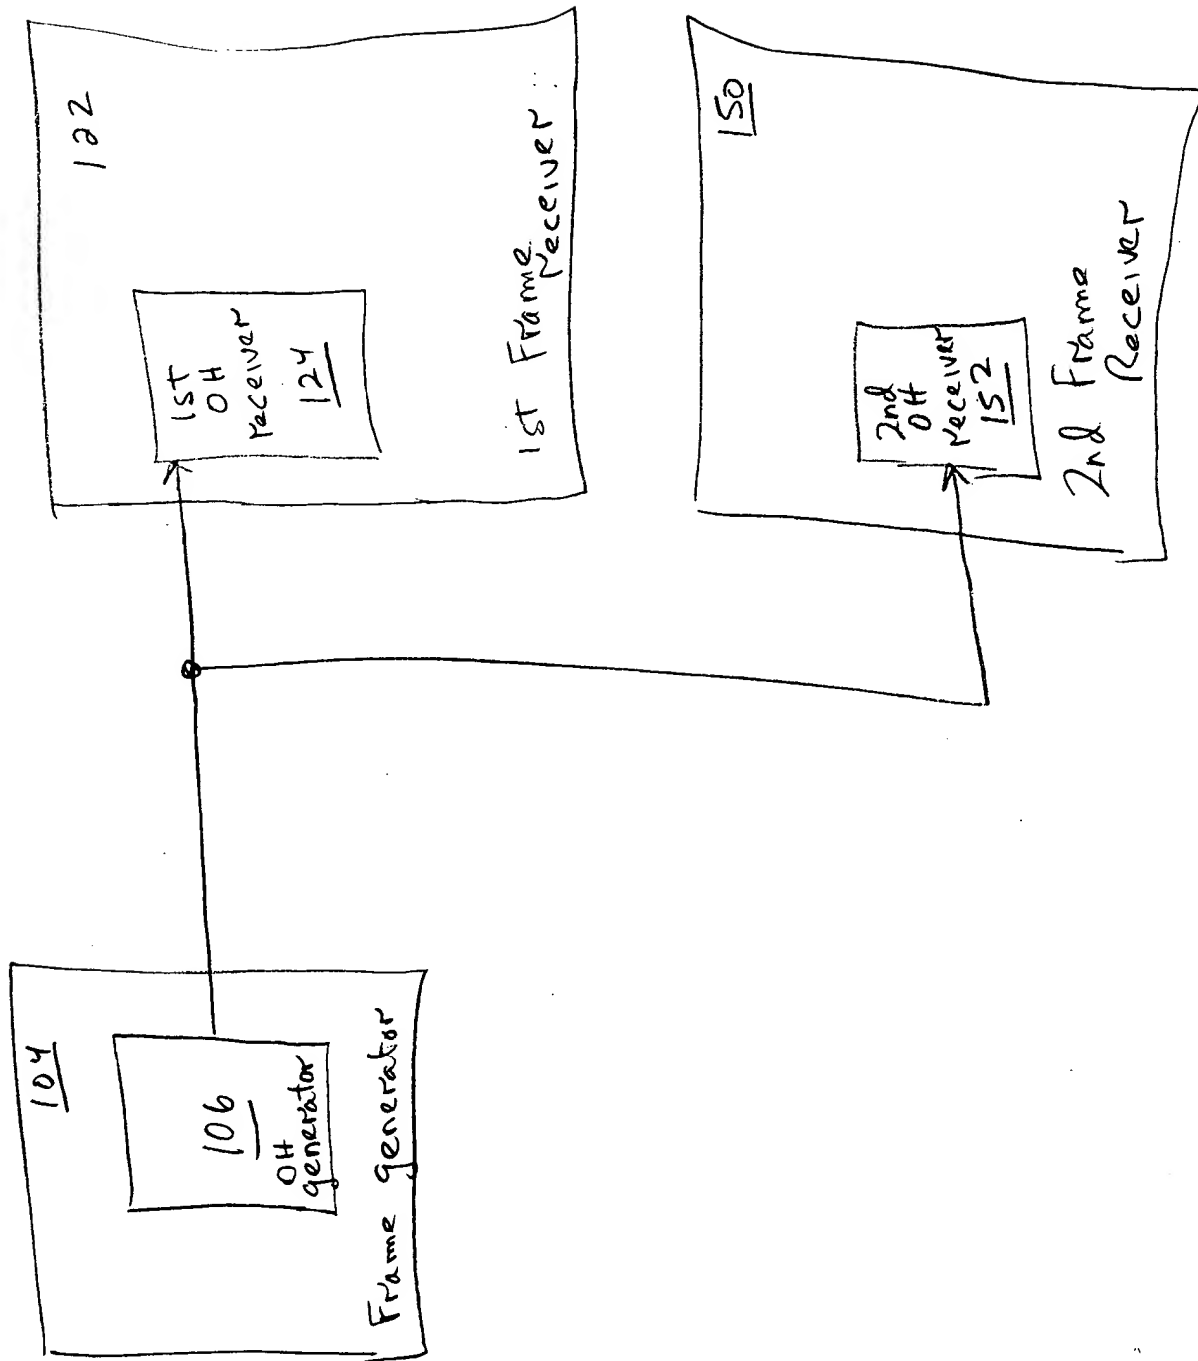 104
106
OH
generator
Frame generator
122
1st
OH
receiver
124
1st Frame
receiver
150
2nd
OH
receiver
152
2nd Frame
Receiver